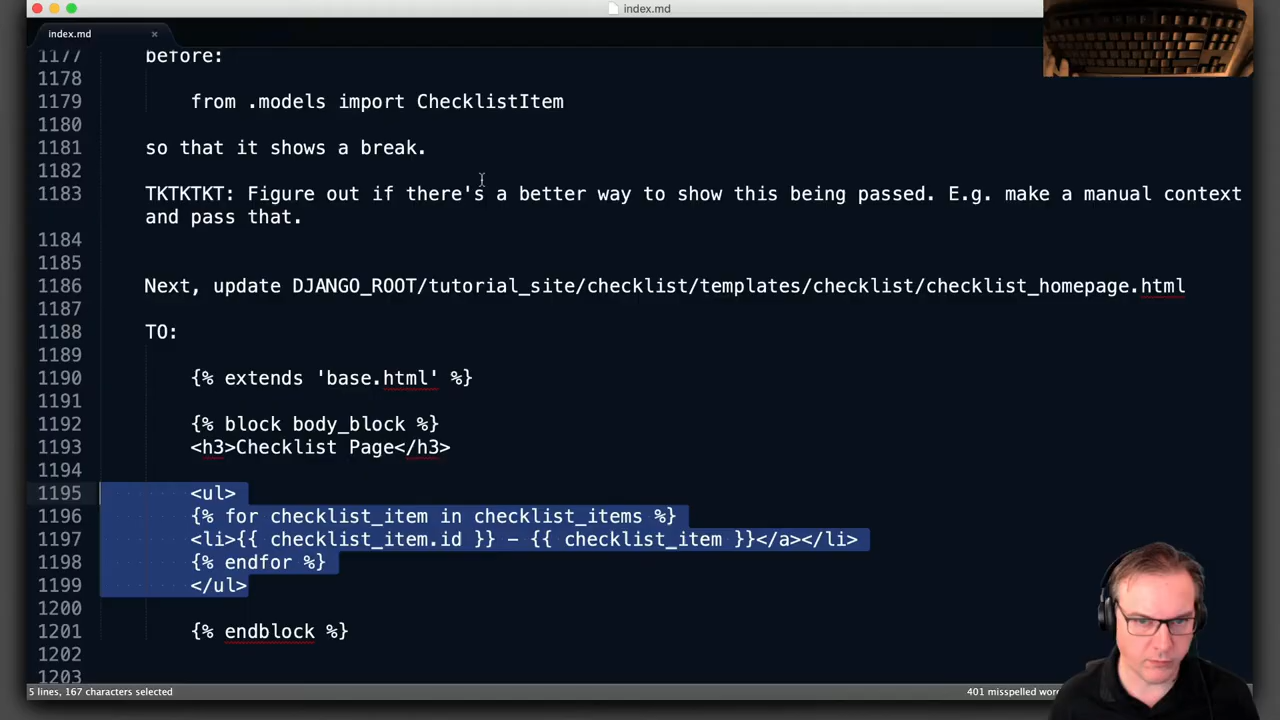 index.md
index.md
1177 before:
1178
1179 from .models import ChecklistItem
1180
1181 so that it shows a break.
1182
1183 TKTKTKT: Figure out if there's a better way to show this being passed. E.g. make a manual context
and pass that.
1184
1185
1186 Next, update DJANGO_ROOT/tutorial_site/checklist/templates/checklist/checklist_homepage.html
1187
1188 TO:
1189
1190 {% extends 'base.html' %}
1191
1192 {% block body_block %}
1193 <h3>Checklist Page</h3>
1194
1195 <ul>
1196 {% for checklist_item in checklist_items %}
1197 <li>{{ checklist_item.id }} - {{ checklist_item }}</a></li>
1198 {% endfor %}
1199 </ul>
1200
1201 {% endblock %}
1202
1203
5 lines, 167 characters selected
401 misspelled